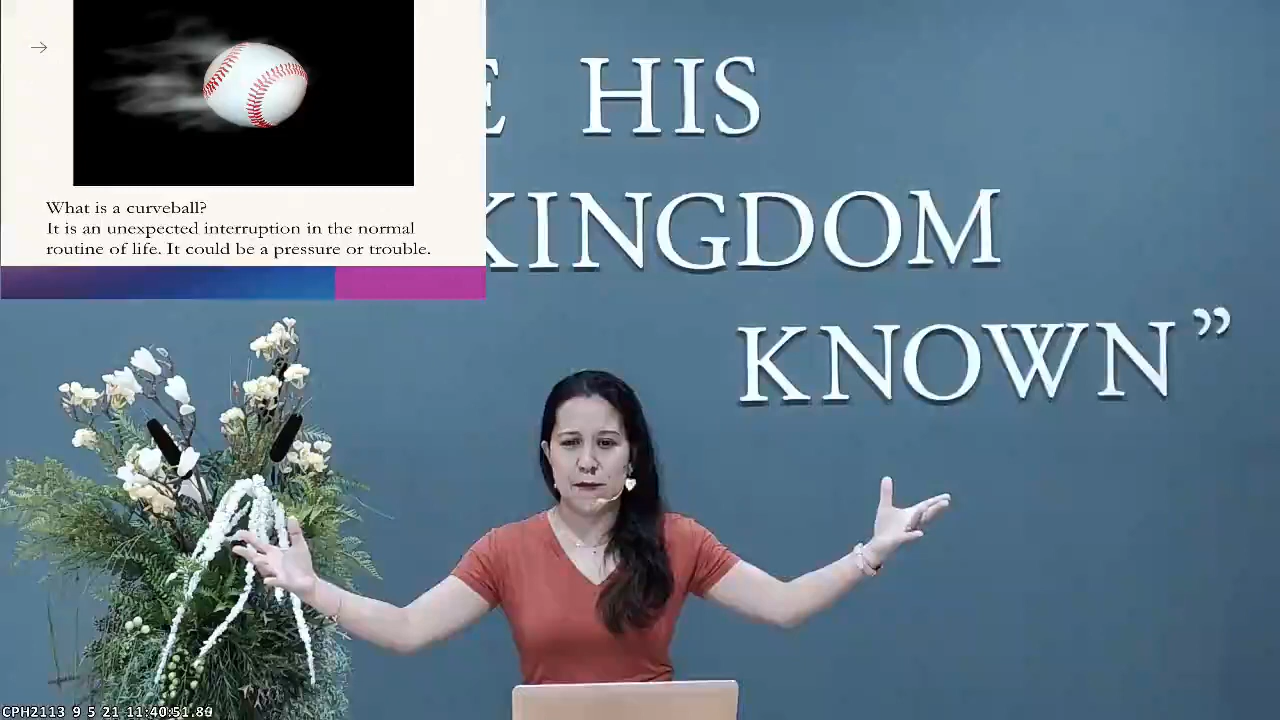 →
What is a curveball?
It is an unexpected interruption in the normal
routine of life. It could be a pressure or trouble.
E HIS
KINGDOM
KNOWN”
CPH2113 9 5 21 11:40:51.80